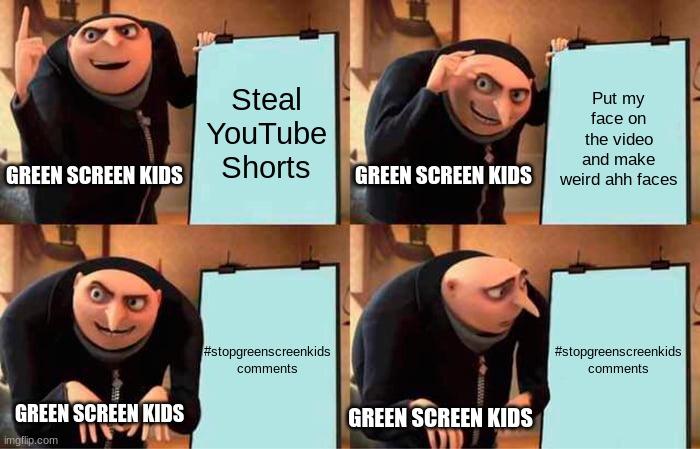 Steal
YouTube
Shorts
GREEN SCREEN KIDS
Put my
face on
the video
and make
weird ahh faces
GREEN SCREEN KIDS
#stopgreenscreenkids
comments
GREEN SCREEN KIDS
#stopgreenscreenkids
comments
GREEN SCREEN KIDS
imgflip.com